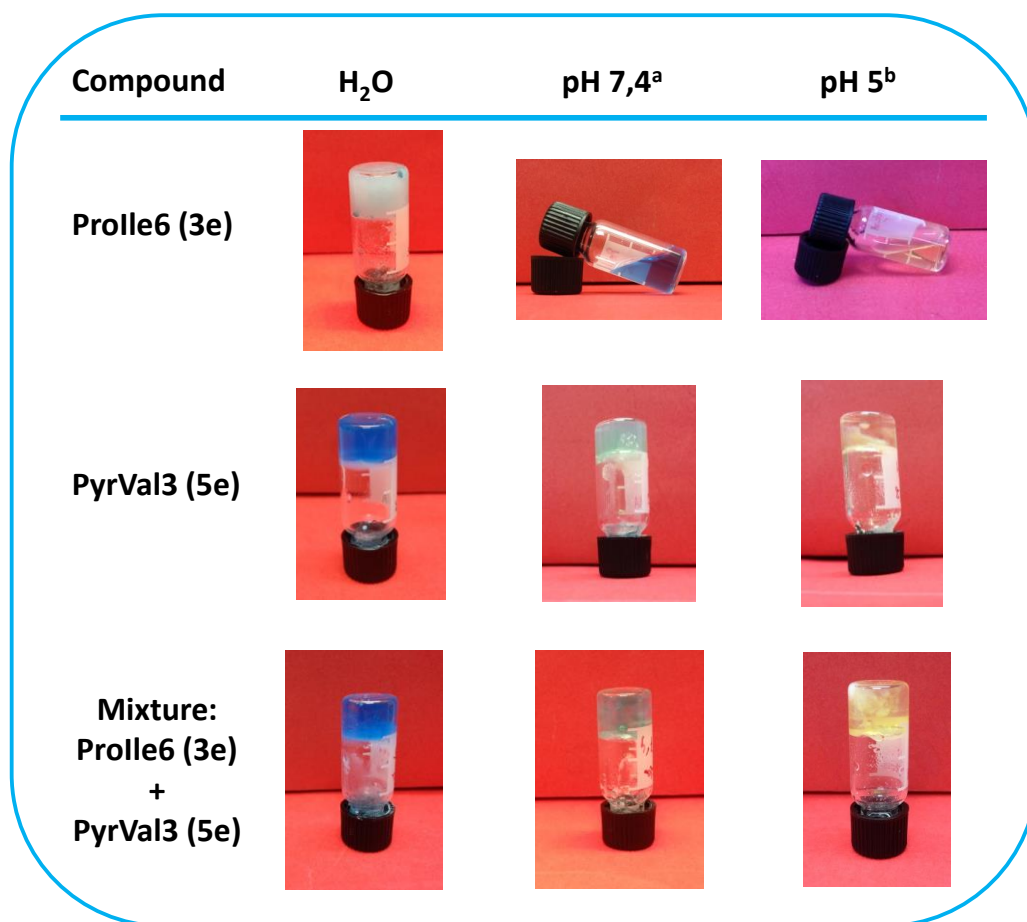 Compound H₂O pH 7,4ᵃ pH 5ᵇ
ProIle6 (3e)
PyrVal3 (5e)
Mixture:
ProIle6 (3e)
+
PyrVal3 (5e)